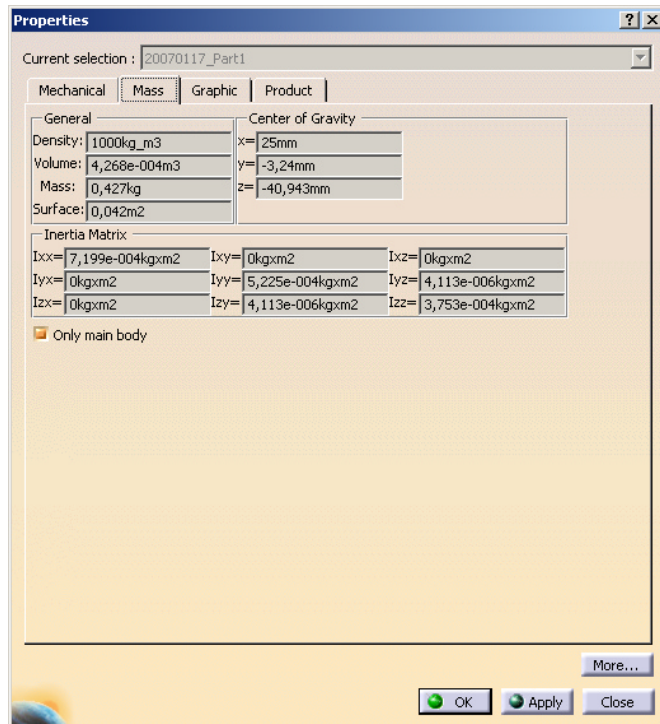 Properties
Current selection : 20070117_Part1
Mechanical Mass Graphic Product
General
Density: 1000kg_m3
Volume: 4,268e-004m3
Mass: 0,427kg
Surface: 0,042m2
Center of Gravity
x= 25mm
y= -3,24mm
z= -40,943mm
Inertia Matrix
Ixx= 7,199e-004kgxm2 Ixy= 0kgxm2 Ixz= 0kgxm2
Iyx= 0kgxm2 Iyy= 5,225e-004kgxm2 Iyz= 4,113e-006kgxm2
Izx= 0kgxm2 Izy= 4,113e-006kgxm2 Izz= 3,753e-004kgxm2
Only main body
More...
OK Apply Close